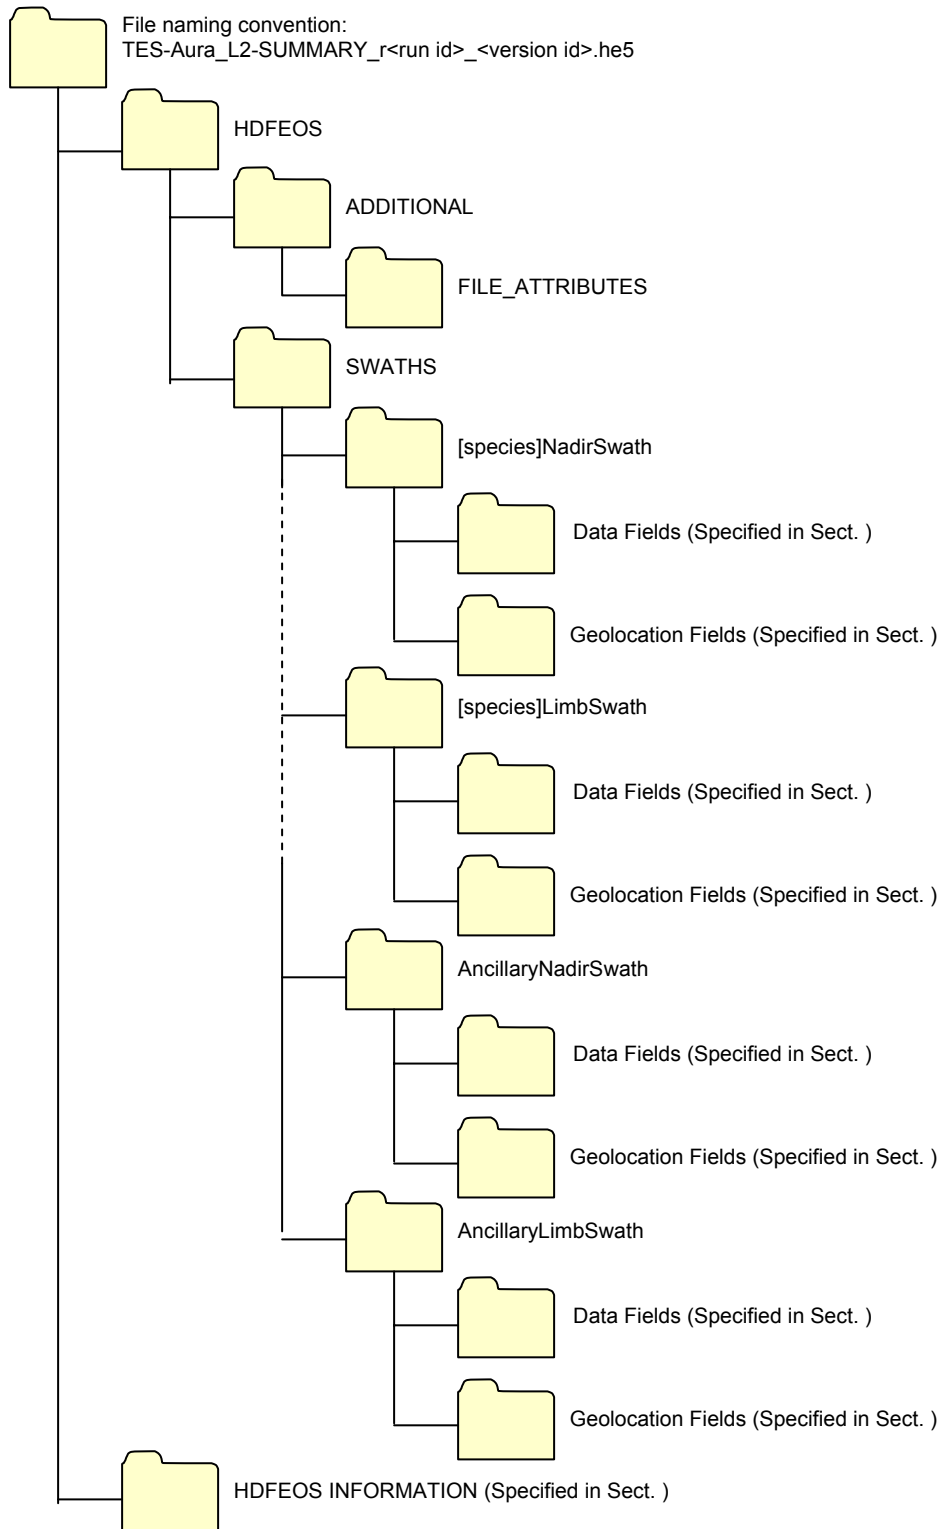 File naming convention:
TES-Aura_L2-SUMMARY_r<run id>_<version id>.he5
HDFEOS
ADDITIONAL
FILE_ATTRIBUTES
SWATHS
[species]NadirSwath
Data Fields (Specified in Sect. )
Geolocation Fields (Specified in Sect. )
[species]LimbSwath
Data Fields (Specified in Sect. )
Geolocation Fields (Specified in Sect. )
AncillaryNadirSwath
Data Fields (Specified in Sect. )
Geolocation Fields (Specified in Sect. )
AncillaryLimbSwath
Data Fields (Specified in Sect. )
Geolocation Fields (Specified in Sect. )
HDFEOS INFORMATION (Specified in Sect. )